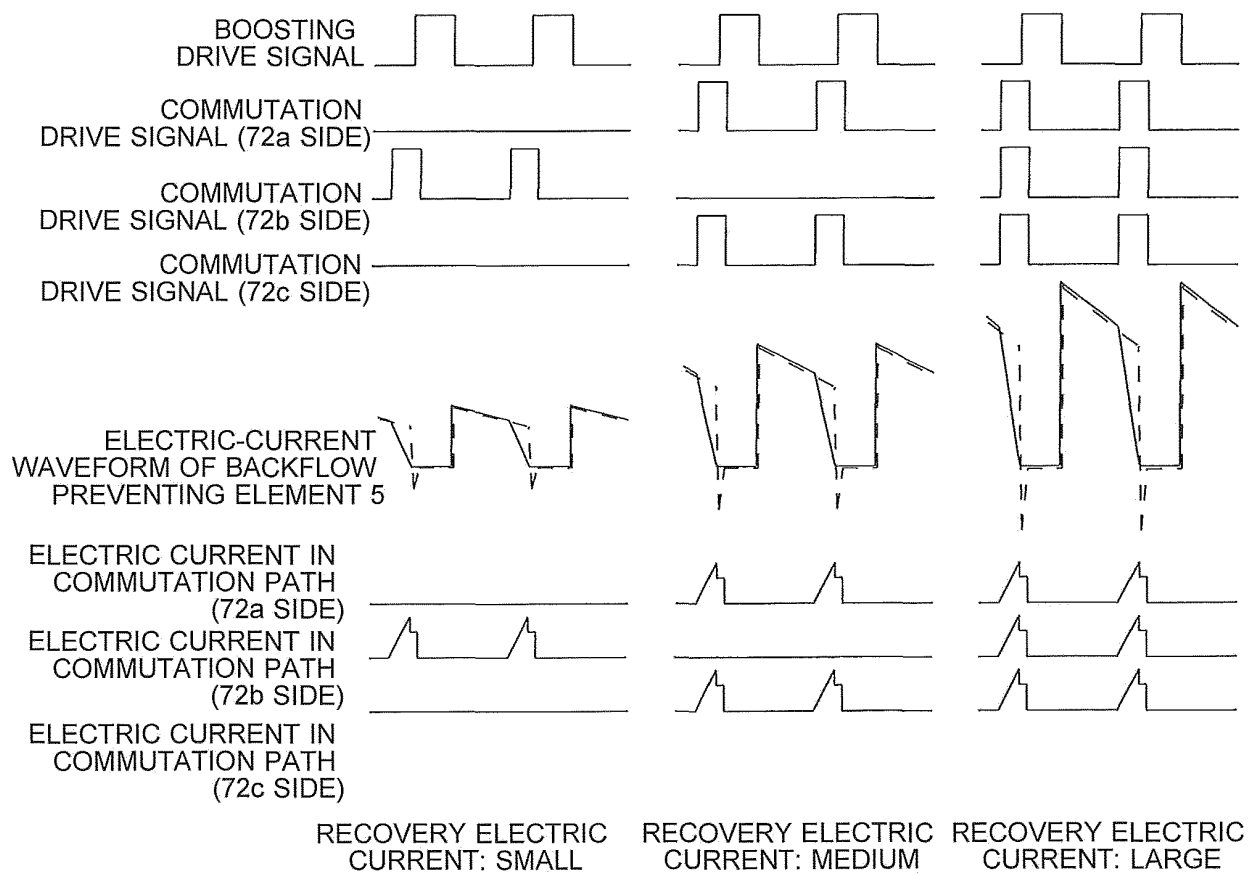 BOOSTING
DRIVE SIGNAL
COMMUTATION
DRIVE SIGNAL (72a SIDE)
COMMUTATION
DRIVE SIGNAL (72b SIDE)
COMMUTATION
DRIVE SIGNAL (72c SIDE)
ELECTRIC-CURRENT
WAVEFORM OF BACKFLOW
PREVENTING ELEMENT 5
ELECTRIC CURRENT IN
COMMUTATION PATH
(72a SIDE)
ELECTRIC CURRENT IN
COMMUTATION PATH
(72b SIDE)
ELECTRIC CURRENT IN
COMMUTATION PATH
(72c SIDE)
RECOVERY ELECTRIC
CURRENT: SMALL
RECOVERY ELECTRIC
CURRENT: MEDIUM
RECOVERY ELECTRIC
CURRENT: LARGE